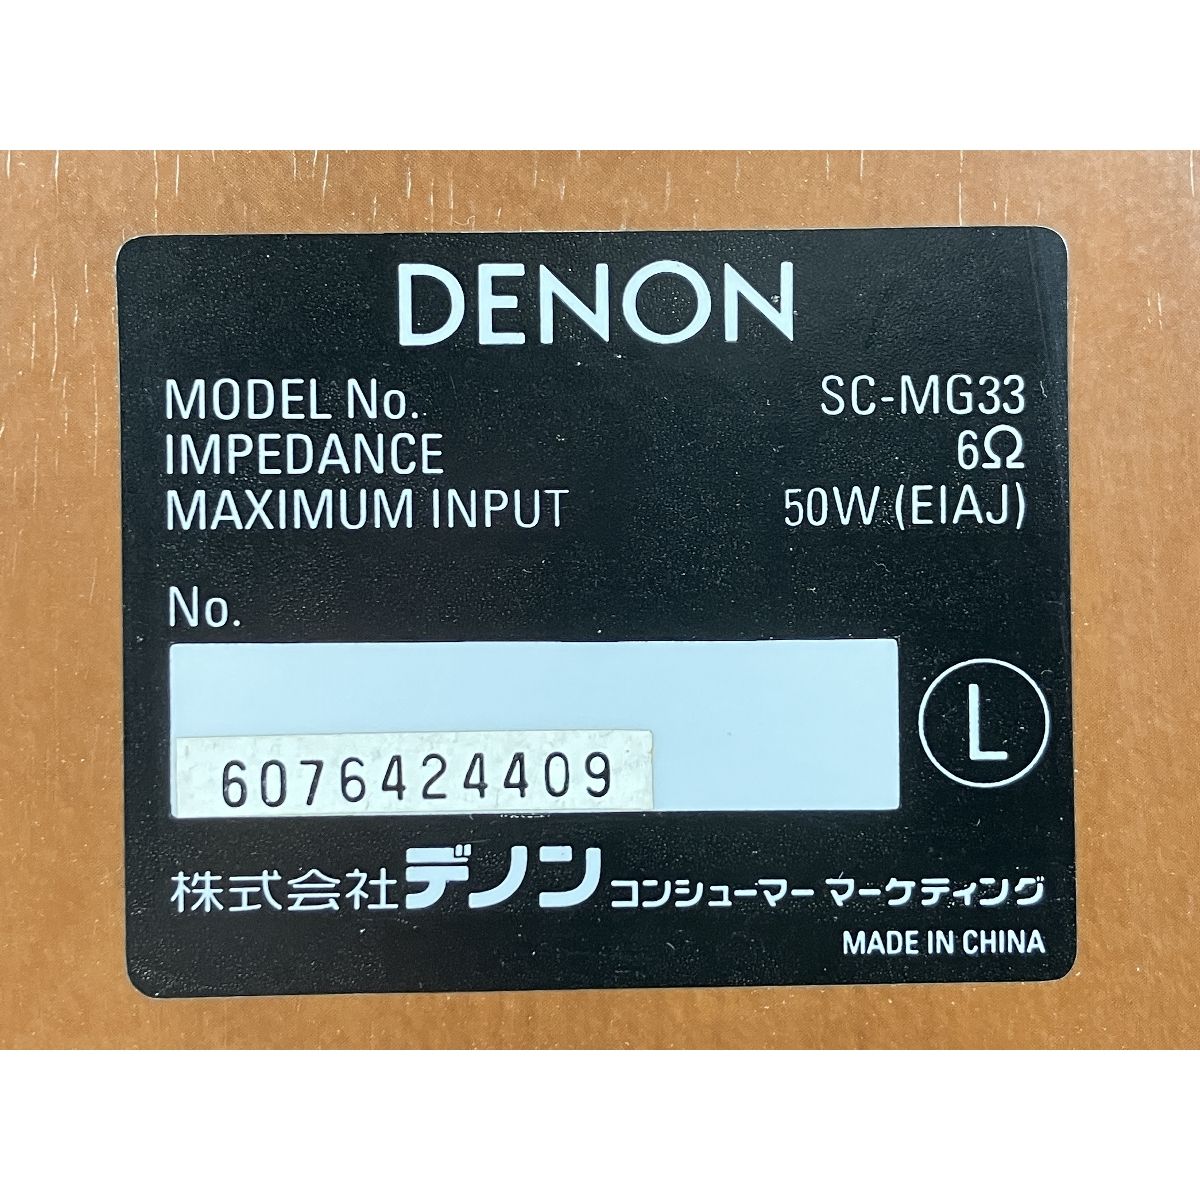 DENON
MODEL No. SC-MG33
IMPEDANCE 6Ω
MAXIMUM INPUT 50W (EIAJ)
No.
6076424409
L
株式会社デノン コンシューマー マーケティング
MADE IN CHINA